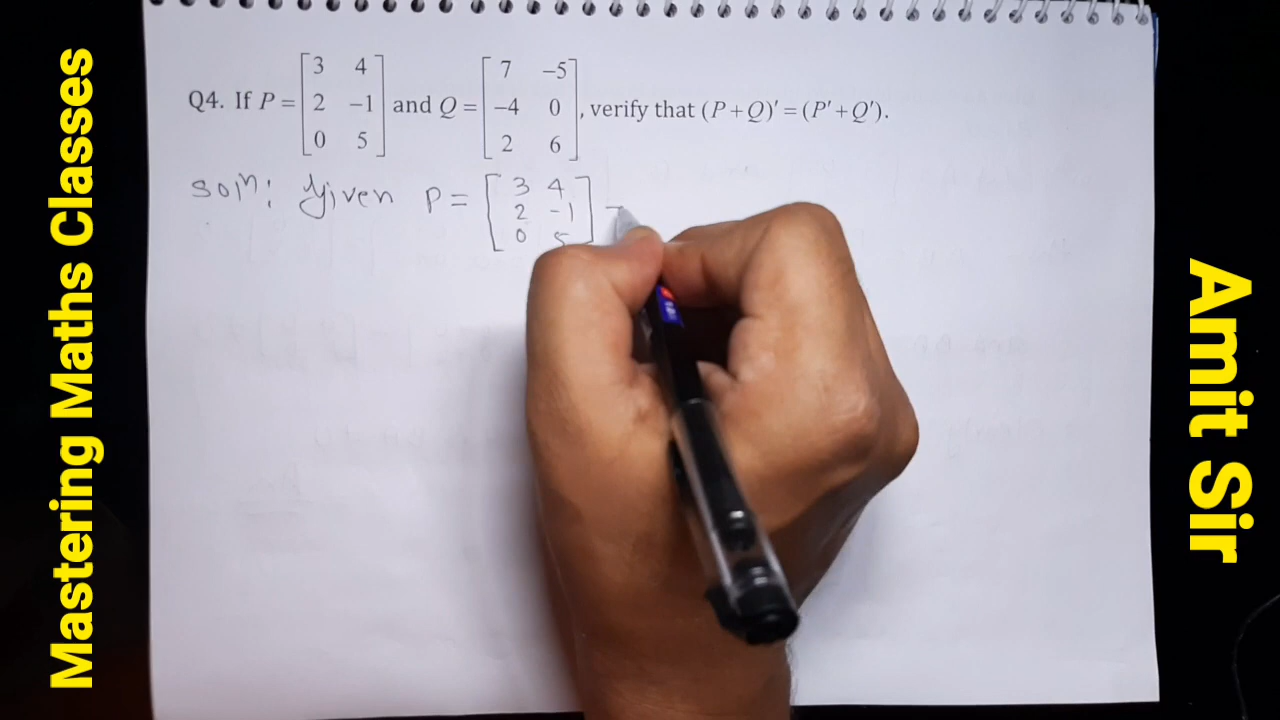 Mastering Maths Classes
Q4. If P = [3 4 2 -1 0 5] and Q = [7 -5 -4 0 2 6], verify that (P+Q)′ = (P′+Q′).
Soln: Given P = [3 4 2 -1 0 5]
Amit Sir